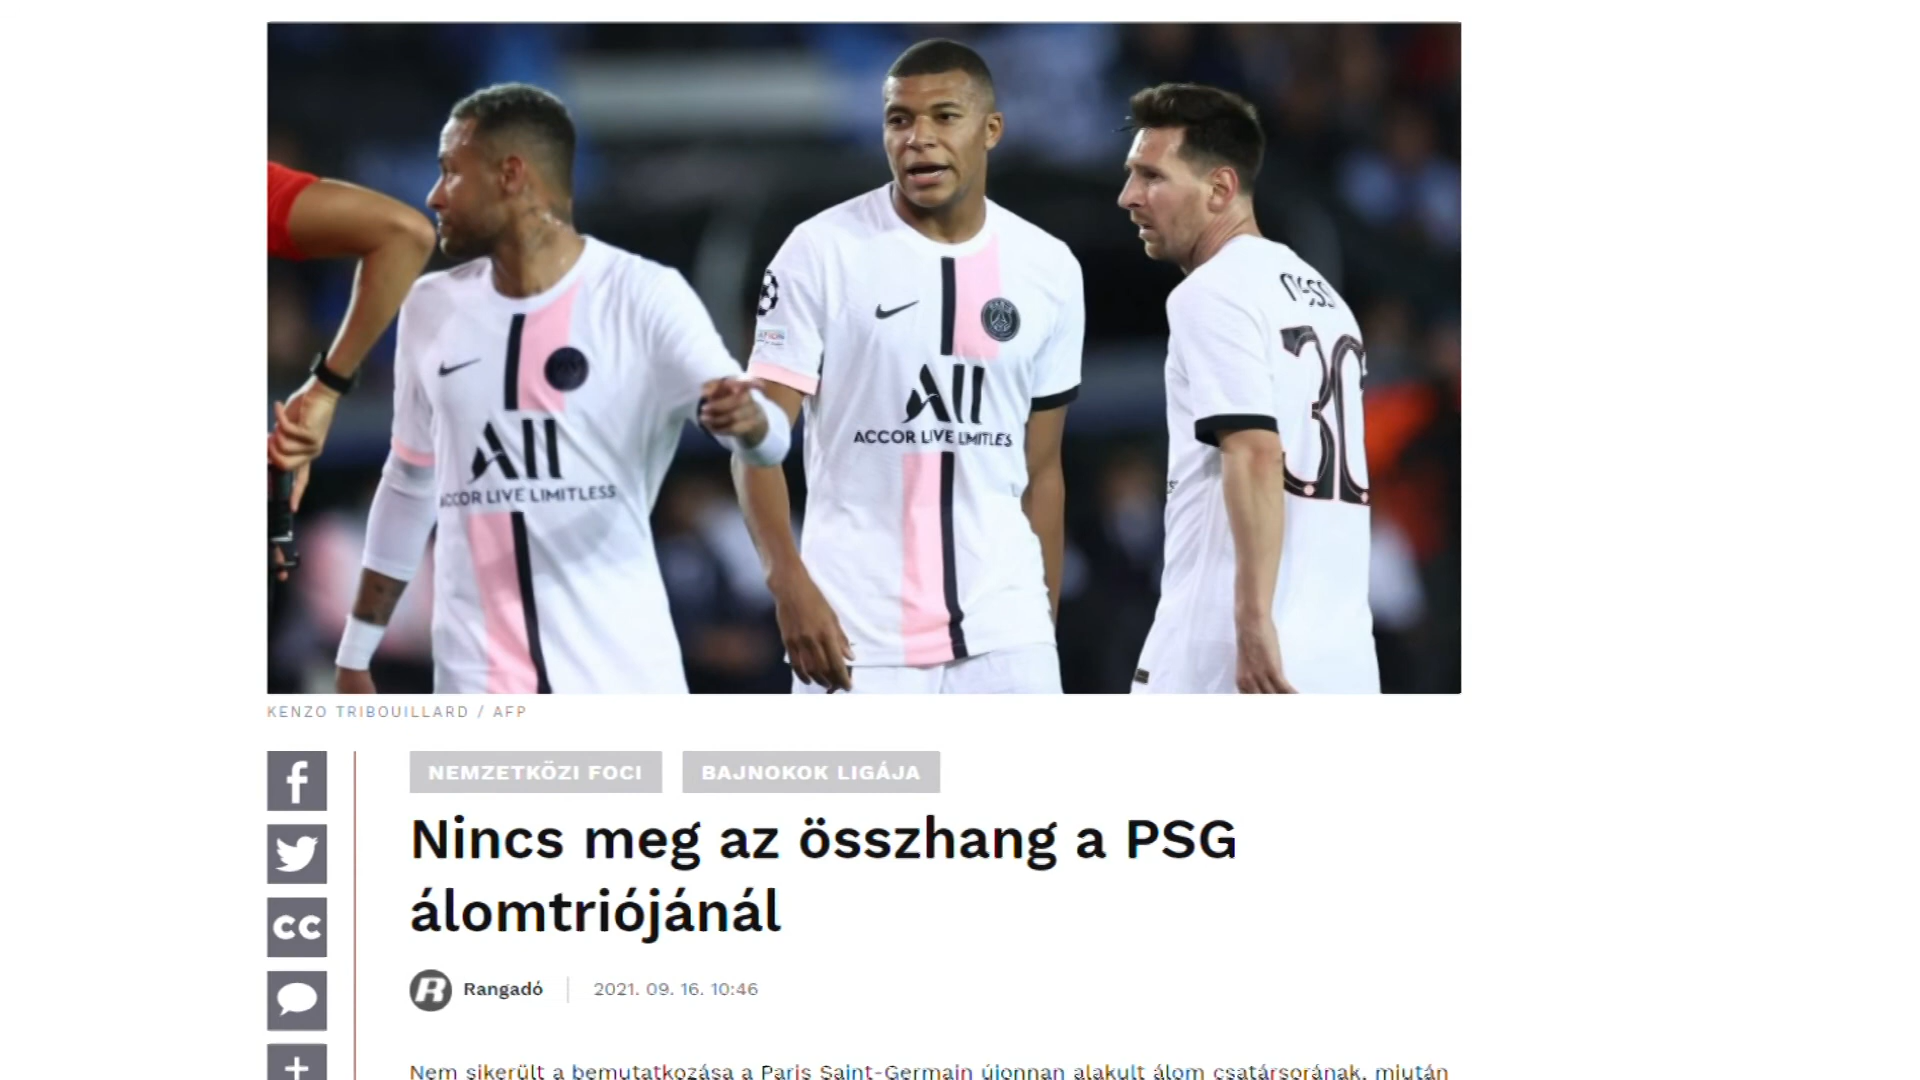 All
ACCOR LIVE LIMITLESS
All
ACCOR LIVE LIMITLES
30
KENZO TRIBOUILLARD / AFP
NEMZETKÖZI FOCI
BAJNOKOK LIGÁJA
Nincs meg az összhang a PSG
álomtriójánál
Rangadó
2021. 09. 16. 10:46
Nem sikerült a bemutatkozása a Paris Saint-Germain újonnan alakult álom csatársorának, miután